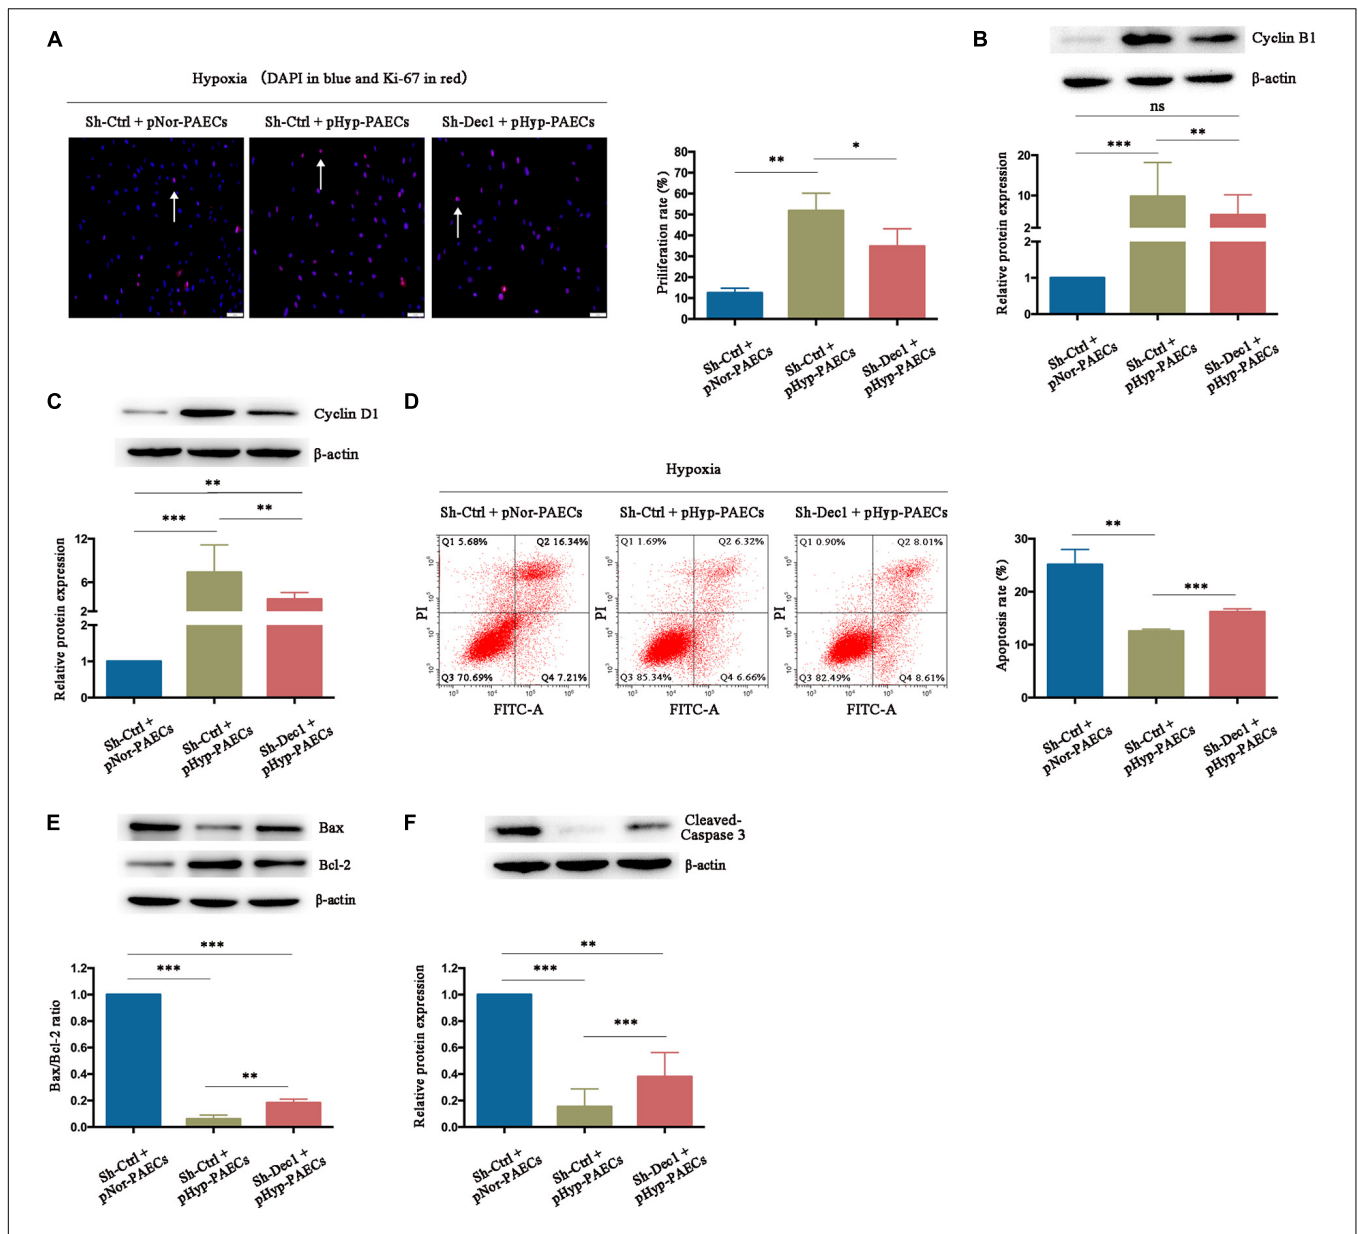 A
Hypoxia (DAPI in blue and Ki-67 in red)
Sh-Ctrl + pNor-PAECs
Sh-Ctrl + pHyp-PAECs
Sh-Dec1 + pHyp-PAECs
Priliferation rate (%)
80
70
60
50
40
30
20
10
0
**
*
Sh-Ctrl +
pNor-PAECs
Sh-Ctrl +
pHyp-PAECs
Sh-Dec1 +
pHyp-PAECs
B
Cyclin B1
β-actin
ns
***
**
Relative protein expression
20
10
2
2
1
0
Sh-Ctrl +
pNor-PAECs
Sh-Ctrl +
pHyp-PAECs
Sh-Dec1 +
pHyp-PAECs
C
Cyclin D1
β-actin
**
***
**
Relative protein expression
12
6
2
2
1
0
Sh-Ctrl +
pNor-PAECs
Sh-Ctrl +
pHyp-PAECs
Sh-Dec1 +
pHyp-PAECs
D
Hypoxia
Sh-Ctrl + pNor-PAECs
Sh-Ctrl + pHyp-PAECs
Sh-Dec1 + pHyp-PAECs
Q1 5.68% Q2 16.34%
Q3 70.69% Q4 7.21%
PI
FITC-A
Q1 1.69% Q2 6.32%
Q3 85.34% Q4 6.66%
PI
FITC-A
Q1 0.90% Q2 8.01%
Q3 82.49% Q4 8.61%
PI
FITC-A
Apoptosis rate (%)
30
20
10
0
**
***
Sh-Ctrl +
pNor-PAECs
Sh-Ctrl +
pHyp-PAECs
Sh-Dec1 +
pHyp-PAECs
E
Bax
Bcl-2
β-actin
***
***
**
Bax/Bcl-2 ratio
1.2
1.0
0.8
0.6
0.4
0.2
0.0
Sh-Ctrl +
pNor-PAECs
Sh-Ctrl +
pHyp-PAECs
Sh-Dec1 +
pHyp-PAECs
F
Cleaved-
Caspase 3
β-actin
**
***
***
Relative protein expression
1.2
1.0
0.8
0.6
0.4
0.2
0.0
Sh-Ctrl +
pNor-PAECs
Sh-Ctrl +
pHyp-PAECs
Sh-Dec1 +
pHyp-PAECs